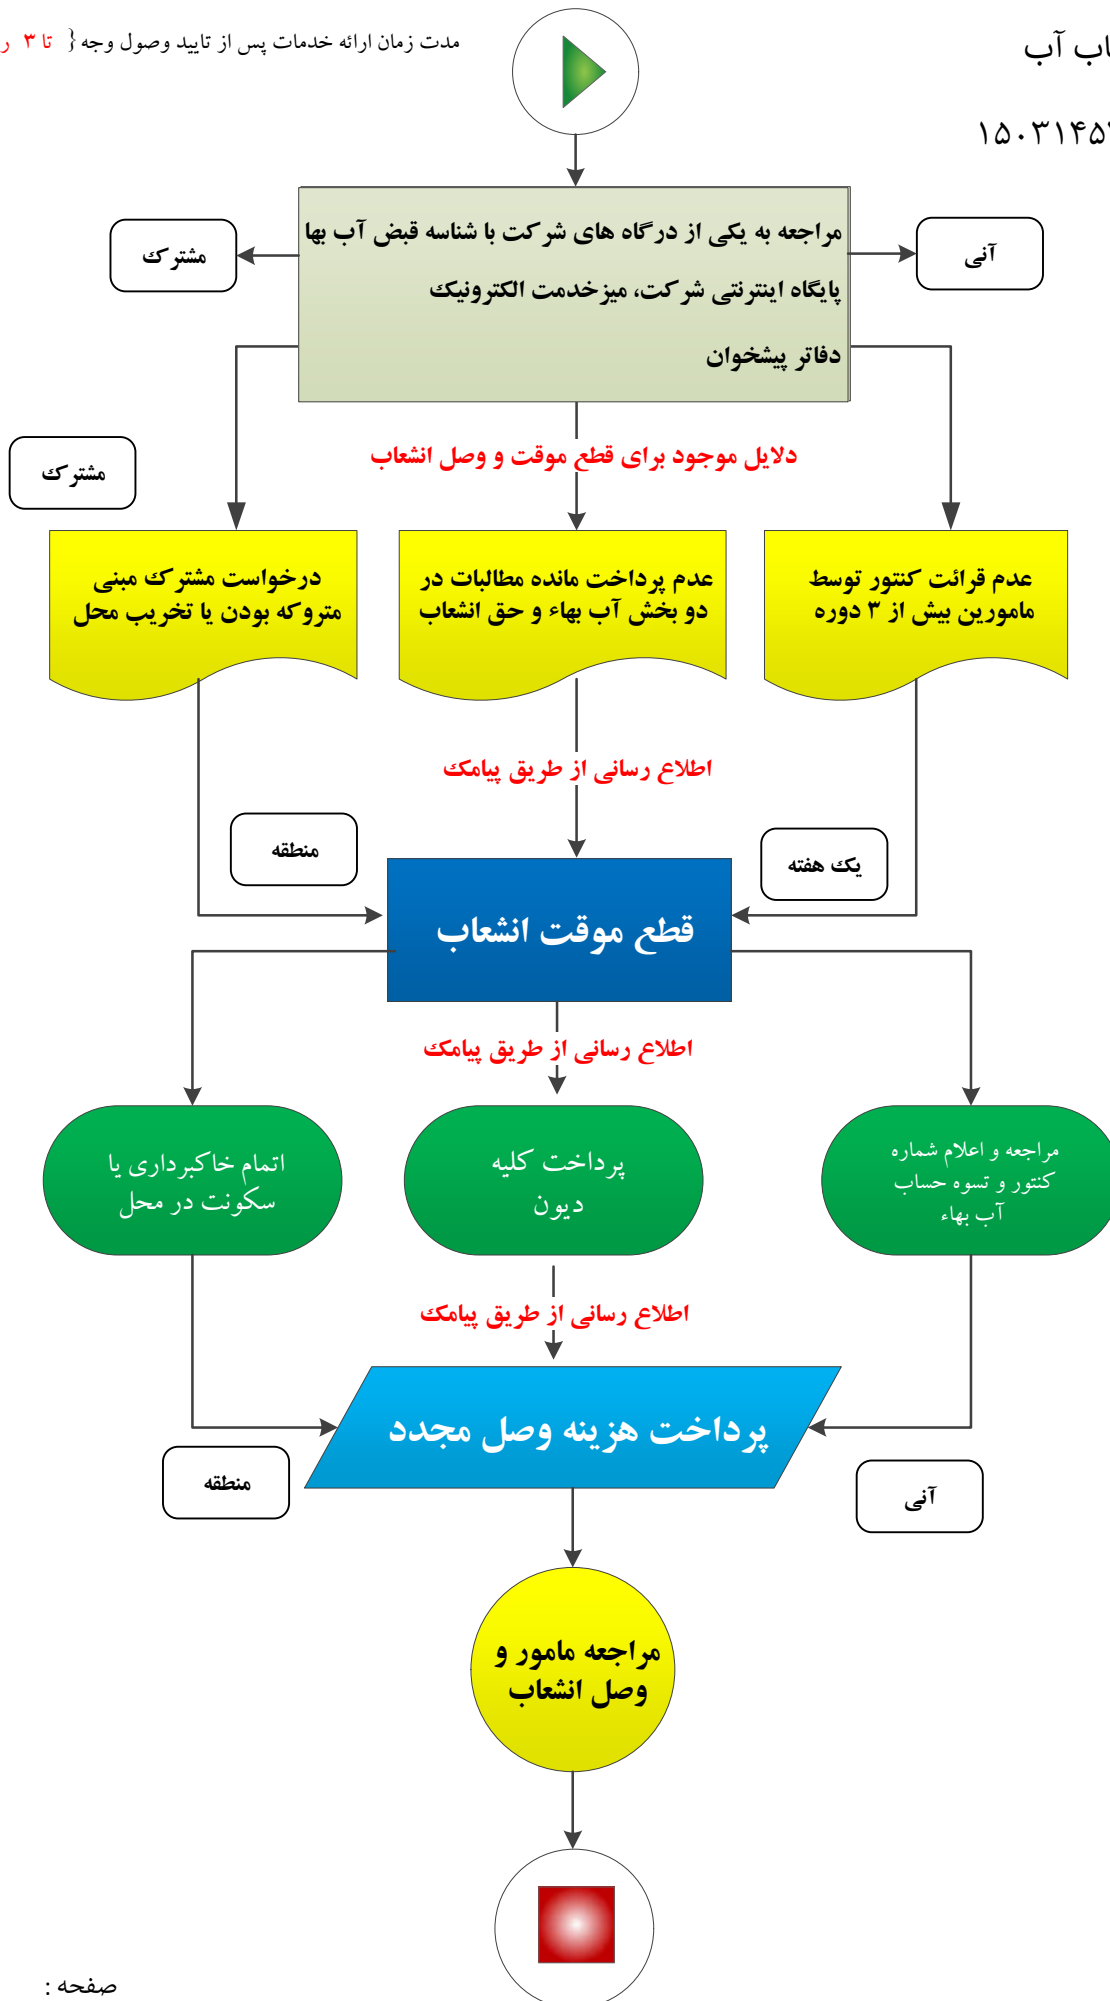 آب
مدت زمان ارائه خدمات پس از تایید وصول وجه { تا ۳
مراجعه به یکی از درگاه های شرکت با شناسه قبض آب بها
پایگاه اینترنتی شرکت، میزخدمت الکترونیک
دفاتر پیشخوان
آنی
مشترک
دلایل موجود برای قطع موقت و وصل انشعاب
مشترک
عدم قرائت کنتور توسط
مامورین بیش از ۳ دوره
عدم پرداخت مانده مطالبات در
دو بخش آب بهاء و حق انشعاب
درخواست مشترک مبنی
متروکه بودن یا تخریب محل
اطلاع رسانی از طریق پیامک
یک هفته
منطقه
قطع موقت انشعاب
اطلاع رسانی از طریق پیامک
مراجعه و اعلام شماره
کنتور و تسوه حساب
آب بهاء
پرداخت کلیه
دیون
اتمام خاکبرداری یا
سکونت در محل
اطلاع رسانی از طریق پیامک
پرداخت هزینه وصل مجدد
آنی
منطقه
مراجعه مامور و
وصل انشعاب
صفحه :